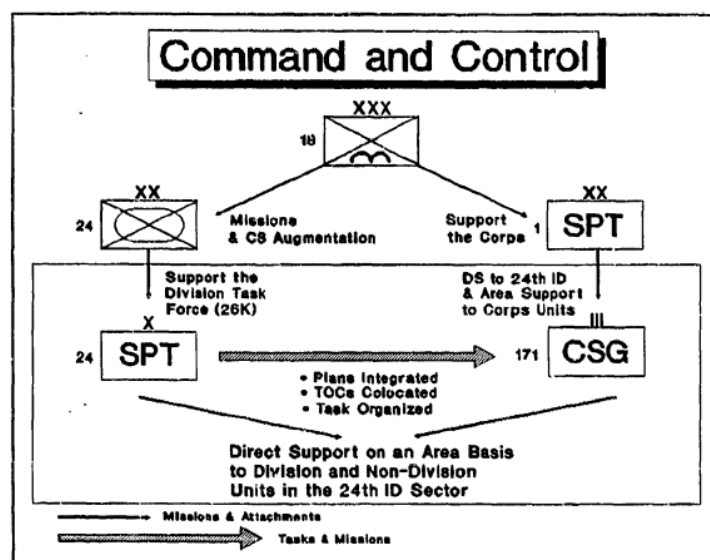 Command and Control
XXX
18
XX
24
Missions
& CS Augmentation
Support
the Corps
XX
1
SPT
Support the
Division Task
Force (26K)
DS to 24th ID
& Area Support
to Corps Units
X
24
SPT
III
171
CSG
• Plans Integrated
• TOCs Colocated
• Task Organized
Direct Support on an Area Basis
to Division and Non-Division
Units in the 24th ID Sector
Missions & Attachments
Tasks & Missions